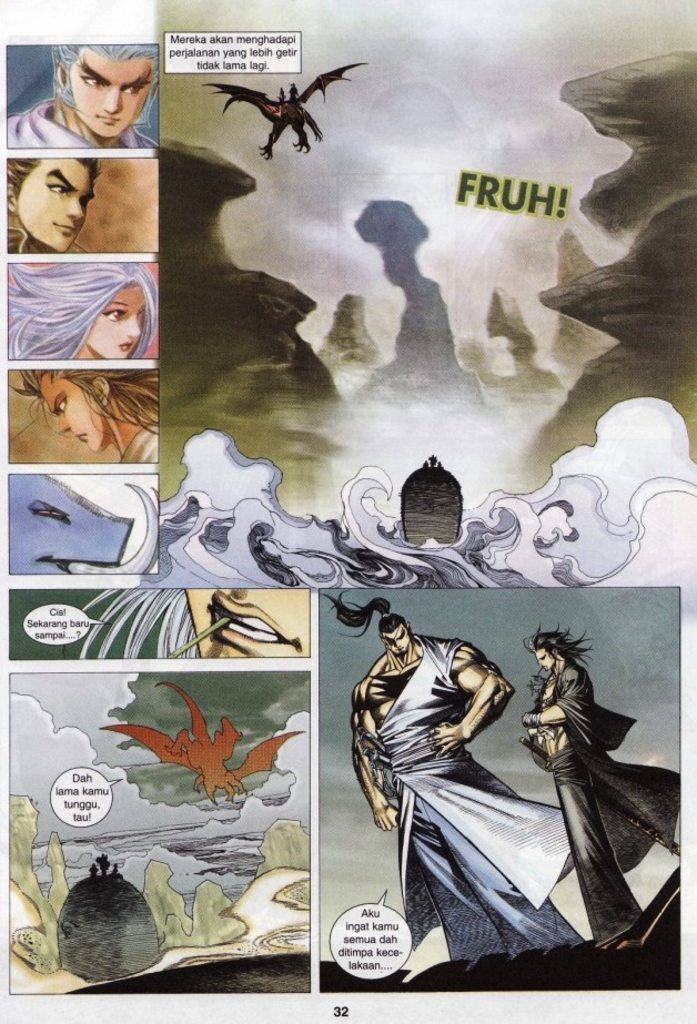 Mereka akan menghadapi
perjalanan yang lebih getir
tidak lama lagi.
FRUH!
Cis!
Sekarang baru
sampai....?
Dah
lama kamu
tunggu,
tau!
Aku
ingat kamu
semua dah
ditimpa kece-
lakaan....
32